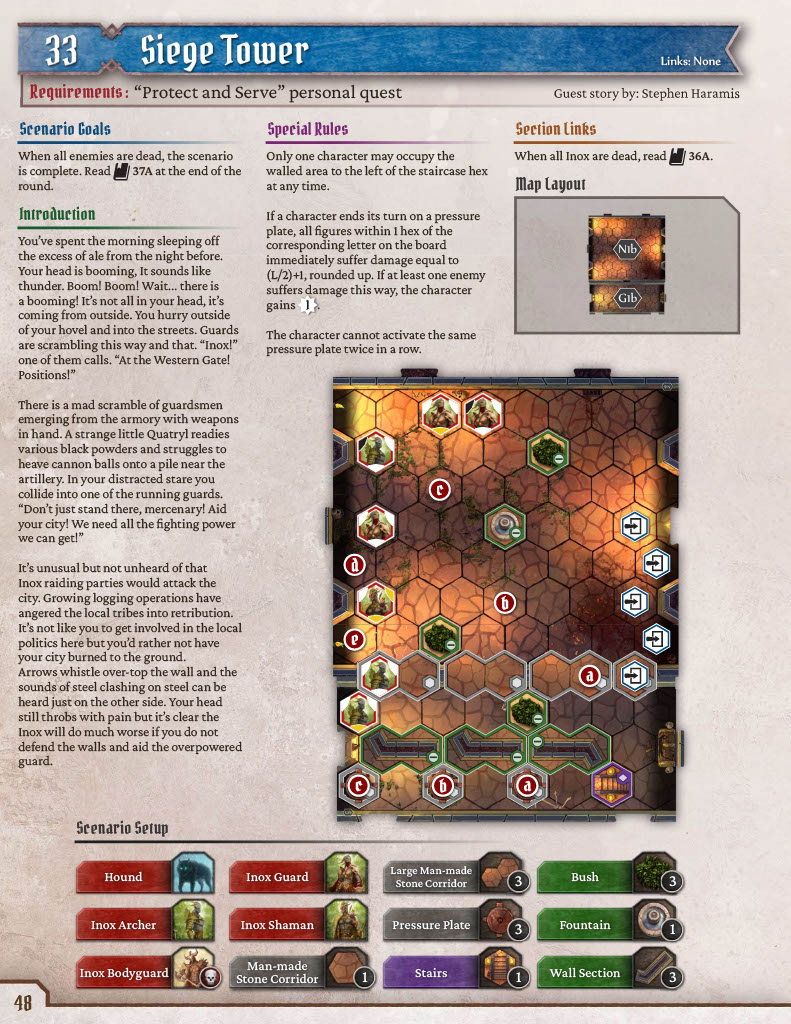 33
Siege Tower
Links: None
Requirements: “Protect and Serve” personal quest
Guest story by: Stephen Haramis
Scenario Goals
When all enemies are dead, the scenario
is complete. Read 37A at the end of the
round.
Introduction
You’ve spent the morning sleeping off
the excess of ale from the night before.
Your head is booming, It sounds like
thunder. Boom! Boom! Wait... there is
a booming! It’s not all in your head, it’s
coming from outside. You hurry outside
of your hovel and into the streets. Guards
are scrambling this way and that. “Inox!”
one of them calls. “At the Western Gate!
Positions!”
There is a mad scramble of guardsmen
emerging from the armory with weapons
in hand. A strange little Quatryl readies
various black powders and struggles to
heave cannon balls onto a pile near the
artillery. In your distracted stare you
collide into one of the running guards.
“Don’t just stand there, mercenary! Aid
your city! We need all the fighting power
we can get!”
It’s unusual but not unheard of that
Inox raiding parties would attack the
city. Growing logging operations have
angered the local tribes into retribution.
It’s not like you to get involved in the local
politics here but you’d rather not have
your city burned to the ground.
Arrows whistle over-top the wall and the
sounds of steel clashing on steel can be
heard just on the other side. Your head
still throbs with pain but it’s clear the
Inox will do much worse if you do not
defend the walls and aid the overpowered
guard.
Special Rules
Only one character may occupy the
walled area to the left of the staircase hex
at any time.
If a character ends its turn on a pressure
plate, all figures within 1 hex of the
corresponding letter on the board
immediately suffer damage equal to
(L/2)+1, rounded up. If at least one enemy
suffers damage this way, the character
gains 1.
The character cannot activate the same
pressure plate twice in a row.
Section Links
When all Inox are dead, read 36A.
Map Layout
N1b
G1b
c
d
b
e
a
c
b
a
Scenario Setup
Hound
Inox Guard
Large Man-made
Stone Corridor
3
Bush
3
Inox Archer
Inox Shaman
Pressure Plate
3
Fountain
1
Inox Bodyguard
Man-made
Stone Corridor
1
Stairs
1
Wall Section
3
48